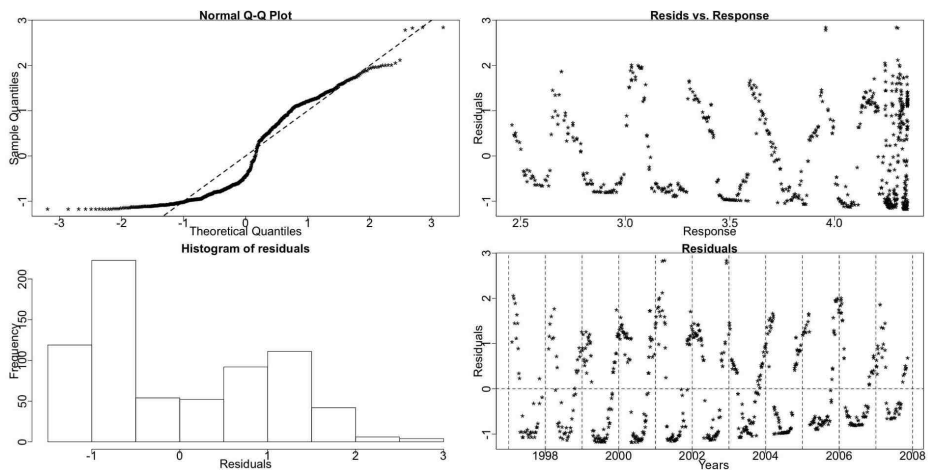 Normal Q-Q Plot
3
2
1
0
-1
Sample Quantiles
-3 -2 -1 0 1 2 3
Theoretical Quantiles
Resids vs. Response
3
2
1
0
-1
Residuals
2.5 3.0 3.5 4.0
Response
Histogram of residuals
200
150
100
50
0
Frequency
-1 0 1 2 3
Residuals
Residuals
3
2
1
0
-1
Residuals
1998 2000 2002 2004 2006 2008
Years